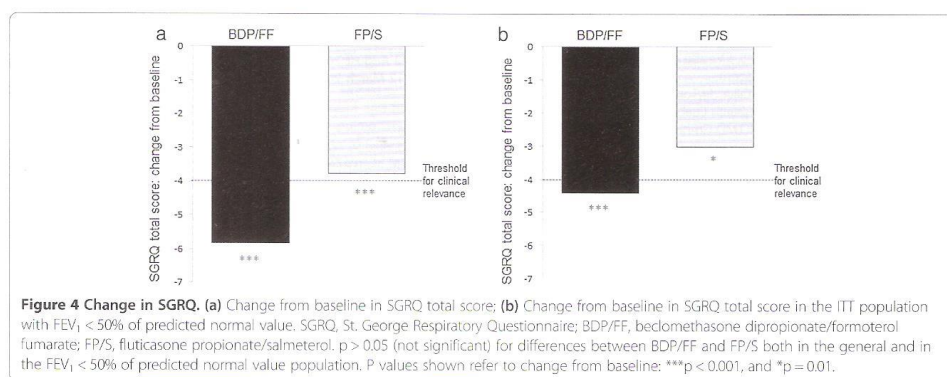 a
BDP/FF FP/S
0
-1
-2
-3
-4
-5
-6
-7
SGRQ total score: change from baseline
***
***
Threshold
for clinical
relevance
b
BDP/FF FP/S
0
-1
-2
-3
-4
-5
-6
-7
SGRQ total score: change from baseline
***
*
Threshold
for clinical
relevance
Figure 4 Change in SGRQ. (a) Change from baseline in SGRQ total score; (b) Change from baseline in SGRQ total score in the ITT population
with FEV₁ < 50% of predicted normal value. SGRQ, St. George Respiratory Questionnaire; BDP/FF, beclomethasone dipropionate/formoterol
fumarate; FP/S, fluticasone propionate/salmeterol. p > 0.05 (not significant) for differences between BDP/FF and FP/S both in the general and in
the FEV₁ < 50% of predicted normal value population. P values shown refer to change from baseline: ***p < 0.001, and *p = 0.01.